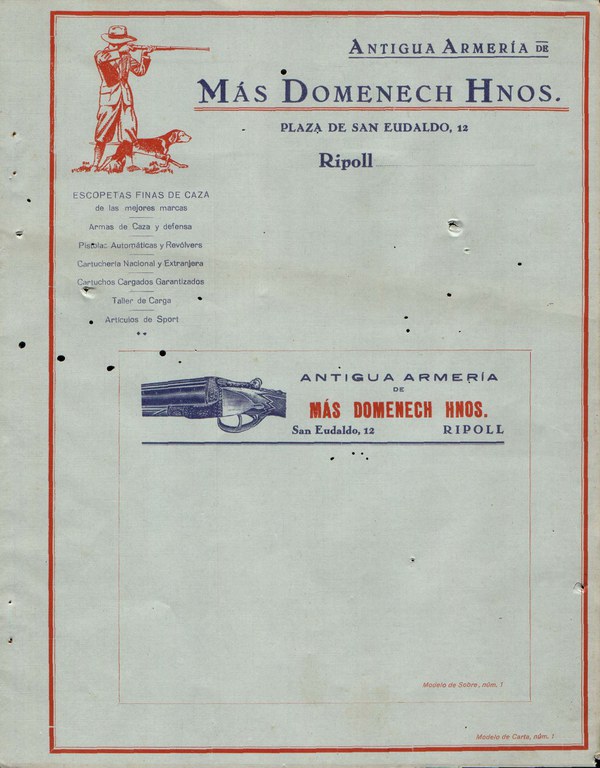 ANTIGUA ARMERÍA DE
MÁS DOMENECH HNOS.
PLAZA DE SAN EUDALDO, 12
Ripoll
ESCOPETAS FINAS DE CAZA
de las mejores marcas
Armas de Caza y defensa
Pistolas Automáticas y Revólvers
Cartuchería Nacional y Extranjera
Cartuchos Cargados Garantizados
Taller de Carga
Artículos de Sport
ANTIGUA ARMERÍA
DE
MÁS DOMENECH HNOS.
San Eudaldo, 12 RIPOLL
Modelo de Sobre, núm. 1
Modelo de Carta, núm. 1